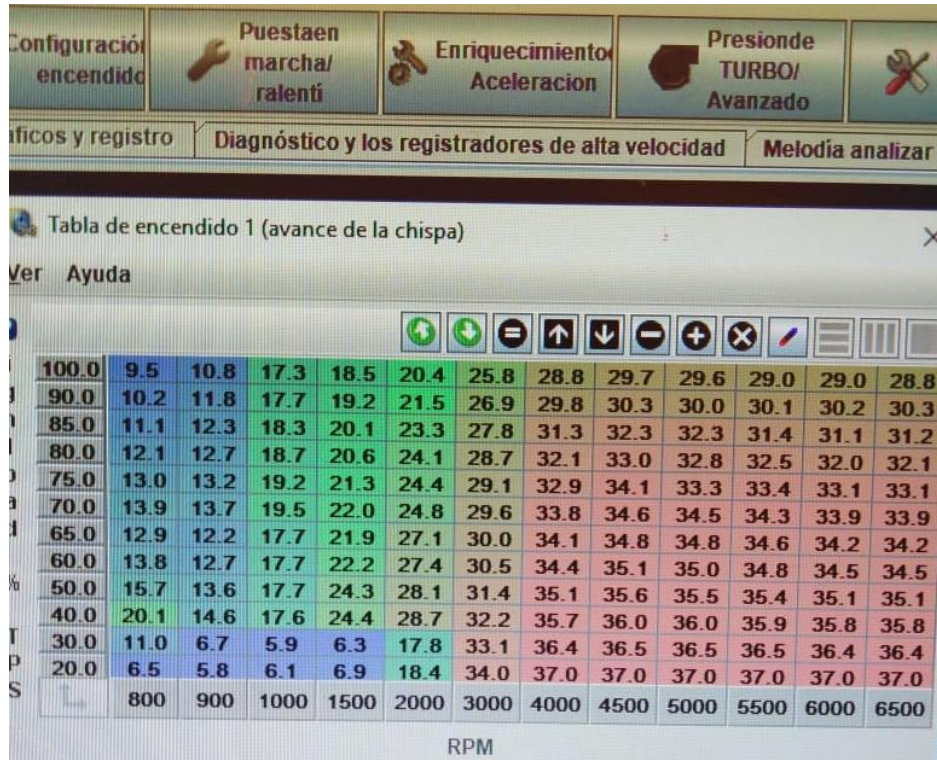 Configuració
encendido
Puestaen
marcha/
ralenti
Enriquecimiento
Aceleracion
Presionde
TURBO/
Avanzado
áficos y registro
Diagnóstico y los registradores de alta velocidad
Melodía analizar
Tabla de encendido 1 (avance de la chispa)
Ver Ayuda
100.0 9.5 10.8 17.3 18.5 20.4 25.8 28.8 29.7 29.6 29.0 29.0 28.8
90.0 10.2 11.8 17.7 19.2 21.5 26.9 29.8 30.3 30.0 30.1 30.2 30.3
85.0 11.1 12.3 18.3 20.1 23.3 27.8 31.3 32.3 32.3 31.4 31.1 31.2
80.0 12.1 12.7 18.7 20.6 24.1 28.7 32.1 33.0 32.8 32.5 32.0 32.1
75.0 13.0 13.2 19.2 21.3 24.4 29.1 32.9 34.1 33.3 33.4 33.1 33.1
70.0 13.9 13.7 19.5 22.0 24.8 29.6 33.8 34.6 34.5 34.3 33.9 33.9
65.0 12.9 12.2 17.7 21.9 27.1 30.0 34.1 34.8 34.8 34.6 34.2 34.2
60.0 13.8 12.7 17.7 22.2 27.4 30.5 34.4 35.1 35.0 34.8 34.5 34.5
% 50.0 15.7 13.6 17.7 24.3 28.1 31.4 35.1 35.6 35.5 35.4 35.1 35.1
40.0 20.1 14.6 17.6 24.4 28.7 32.2 35.7 36.0 36.0 35.9 35.8 35.8
T 30.0 11.0 6.7 5.9 6.3 17.8 33.1 36.4 36.5 36.5 36.5 36.4 36.4
P 20.0 6.5 5.8 6.1 6.9 18.4 34.0 37.0 37.0 37.0 37.0 37.0 37.0
S 800 900 1000 1500 2000 3000 4000 4500 5000 5500 6000 6500
RPM